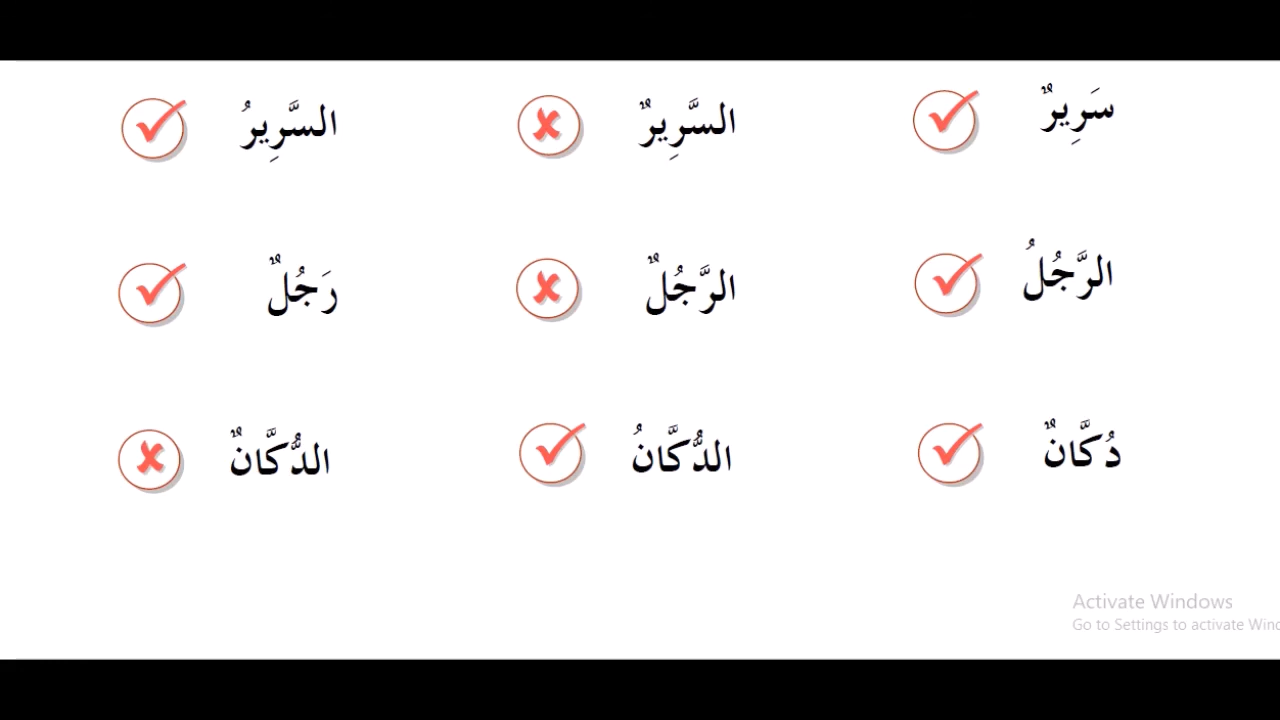 سَرِيرٌ السَّرِيرٌ السَّرِيرُ
الرَّجُلُ الرَّجُلٌ رَجُلٌ
دُكَّانٌ الدُّكَّانُ الدُّكَّانٌ
Activate Windows
Go to Settings to activate Wind